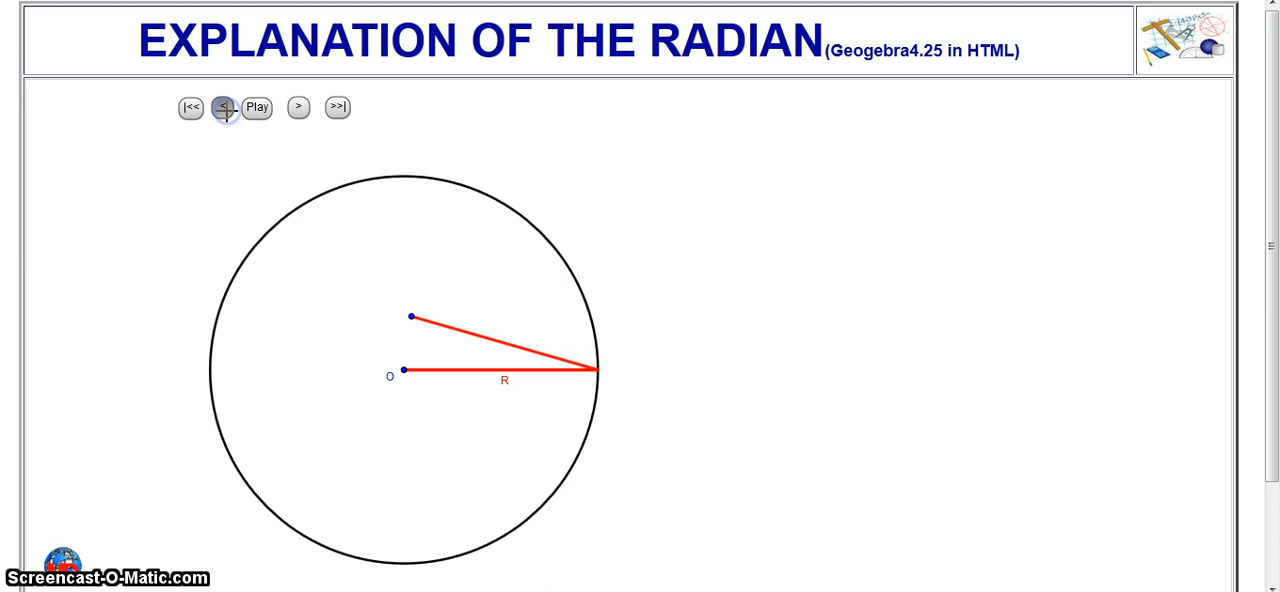 EXPLANATION OF THE RADIAN(Geogebra4.25 in HTML)
|<< < Play > >>|
O R
Screencast-O-Matic.com